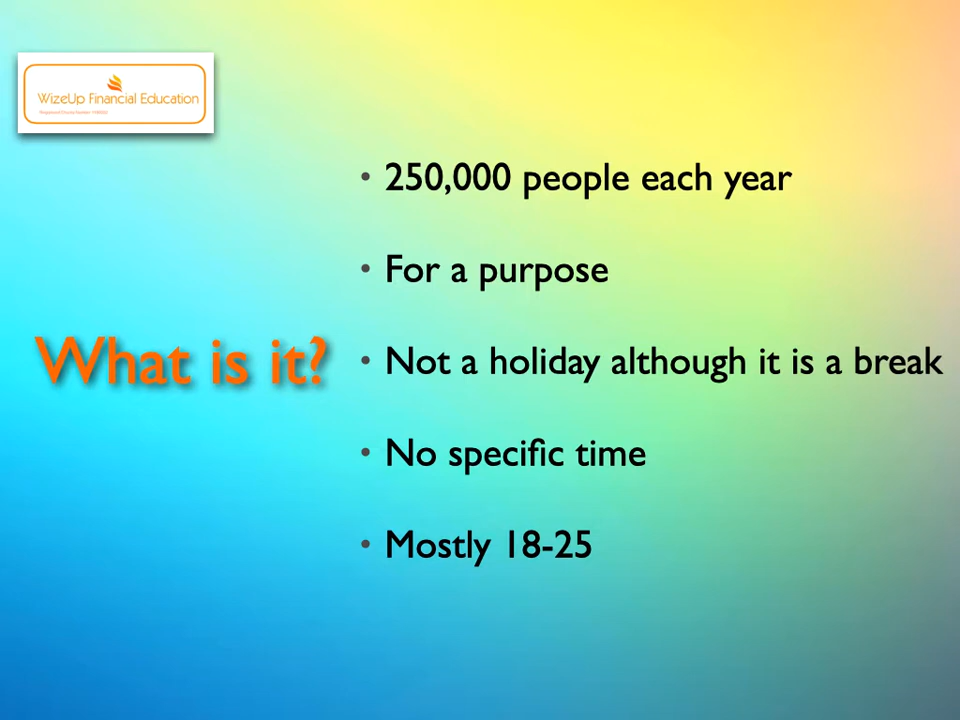 WizeUp Financial Education
What is it?
• 250,000 people each year
• For a purpose
• Not a holiday although it is a break
• No specific time
• Mostly 18-25